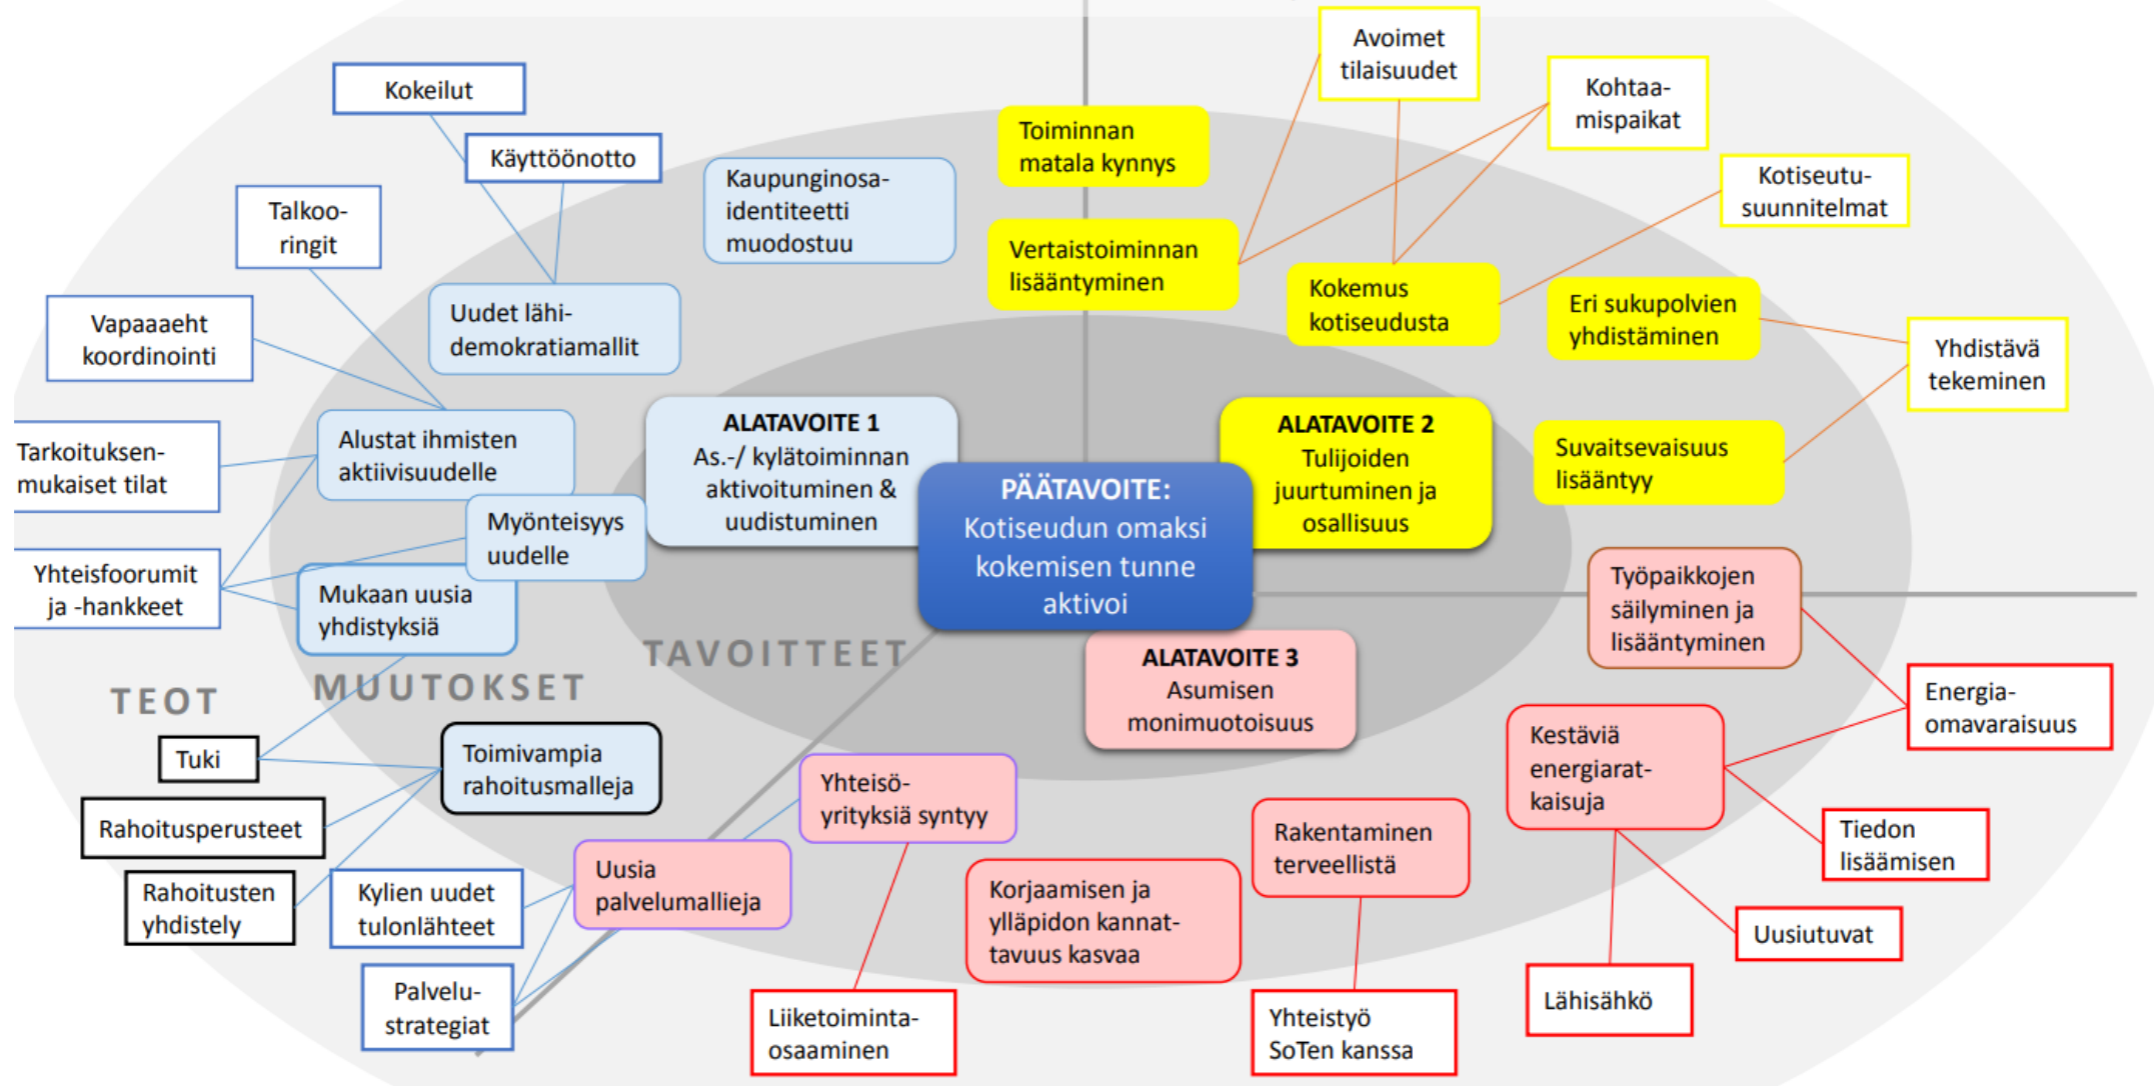 Avoimet
tilaisuudet
Kokeilut
Kohtaa-
mispaikat
Toiminnan
matala kynnys
Käyttöönotto
Kaupunginosa-
identiteetti
muodostuu
Kotiseutu-
suunnitelmat
Talkoo-
ringit
Vertaistoiminnan
lisääntyminen
Kokemus
kotiseudusta
Eri sukupolvien
yhdistäminen
Uudet lähi-
demokratiamallit
Vapaaaeht
koordinointi
Yhdistävä
tekeminen
ALATAVOITE 1
As.-/ kylätoiminnan
aktivoituminen &
uudistuminen
ALATAVOITE 2
Tulijoiden
juurtuminen ja
osallisuus
Alustat ihmisten
aktiivisuudelle
Tarkoituksen-
mukaiset tilat
Suvaitsevaisuus
lisääntyy
PÄÄTAVOITE:
Kotiseudun omaksi
kokemisen tunne
aktivoi
Myönteisyys
uudelle
Yhteisfoorumit
ja -hankkeet
Mukaan uusia
yhdistyksiä
Työpaikkojen
säilyminen ja
lisääntyminen
TAVOITTEET
MUUTOKSET
TEOT
ALATAVOITE 3
Asumisen
monimuotoisuus
Energia-
omavaraisuus
Tuki
Toimivampia
rahoitusmalleja
Kestäviä
energiarat-
kaisuja
Yhteisö-
yrityksiä syntyy
Rahoitusperusteet
Rakentaminen
terveellistä
Tiedon
lisäämisen
Rahoitusten
yhdistely
Kylien uudet
tulonlähteet
Uusia
palvelumallieja
Korjaamisen ja
ylläpidon kannat-
tavuus kasvaa
Uusiutuvat
Palvelu-
strategiat
Liiketoiminta-
osaaminen
Yhteistyö
SoTen kanssa
Lähisähkö